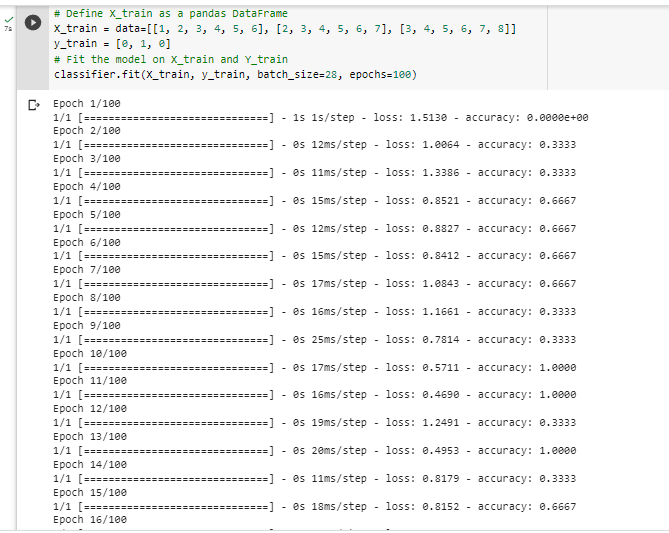 # Define X_train as a pandas DataFrame
X_train = data=[[1, 2, 3, 4, 5, 6], [2, 3, 4, 5, 6, 7], [3, 4, 5, 6, 7, 8]]
7s
y_train = [0, 1, 0]
# Fit the model on X_train and Y_train
classifier.fit(X_train, y_train, batch_size=28, epochs=100)
Epoch 1/100
1/1 [==============================] - 1s 1s/step - loss: 1.5130 - accuracy: 0.0000e+00
Epoch 2/100
1/1 [==============================] - 0s 12ms/step - loss: 1.0064 - accuracy: 0.3333
Epoch 3/100
1/1 [==============================] - 0s 11ms/step - loss: 1.3386 - accuracy: 0.3333
Epoch 4/100
1/1 [==============================] - 0s 15ms/step - loss: 0.8521 - accuracy: 0.6667
Epoch 5/100
1/1 [==============================] - 0s 12ms/step - loss: 0.8827 - accuracy: 0.6667
Epoch 6/100
1/1 [==============================] - 0s 15ms/step - loss: 0.8412 - accuracy: 0.6667
Epoch 7/100
1/1 [==============================] - 0s 17ms/step - loss: 1.0843 - accuracy: 0.6667
Epoch 8/100
1/1 [==============================] - 0s 16ms/step - loss: 1.1661 - accuracy: 0.3333
Epoch 9/100
1/1 [==============================] - 0s 25ms/step - loss: 0.7814 - accuracy: 0.3333
Epoch 10/100
1/1 [==============================] - 0s 17ms/step - loss: 0.5711 - accuracy: 1.0000
Epoch 11/100
1/1 [==============================] - 0s 16ms/step - loss: 0.4690 - accuracy: 1.0000
Epoch 12/100
1/1 [==============================] - 0s 19ms/step - loss: 1.2491 - accuracy: 0.3333
Epoch 13/100
1/1 [==============================] - 0s 20ms/step - loss: 0.4953 - accuracy: 1.0000
Epoch 14/100
1/1 [==============================] - 0s 11ms/step - loss: 0.8179 - accuracy: 0.3333
Epoch 15/100
1/1 [==============================] - 0s 18ms/step - loss: 0.8152 - accuracy: 0.6667
Epoch 16/100